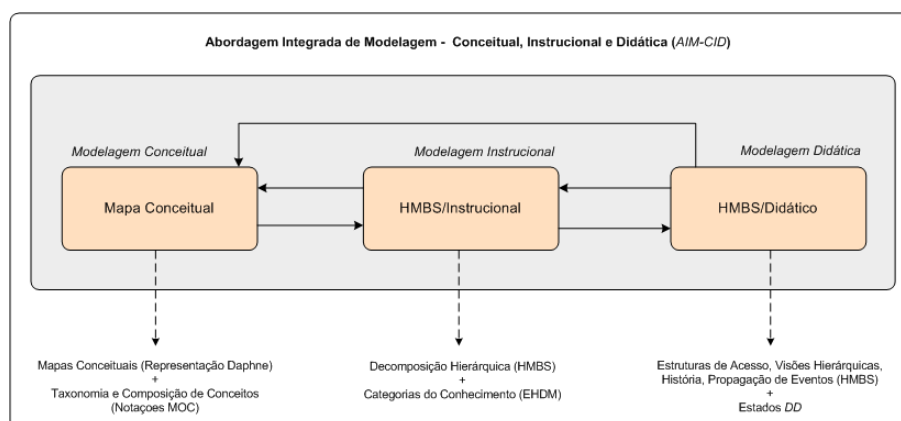 Abordagem Integrada de Modelagem - Conceitual, Instrucional e Didática (AIM-CID)
Modelagem Conceitual
Modelagem Instrucional
Modelagem Didática
Mapa Conceitual
HMBS/Instrucional
HMBS/Didático
Mapas Conceituais (Representação Daphne)
+
Taxonomia e Composição de Conceitos
(Notaçoes MOC)
Decomposição Hierárquica (HMBS)
+
Categorias do Conhecimento (EHDM)
Estruturas de Acesso, Visões Hierárquicas,
História, Propagação de Eventos (HMBS)
+
Estados DD